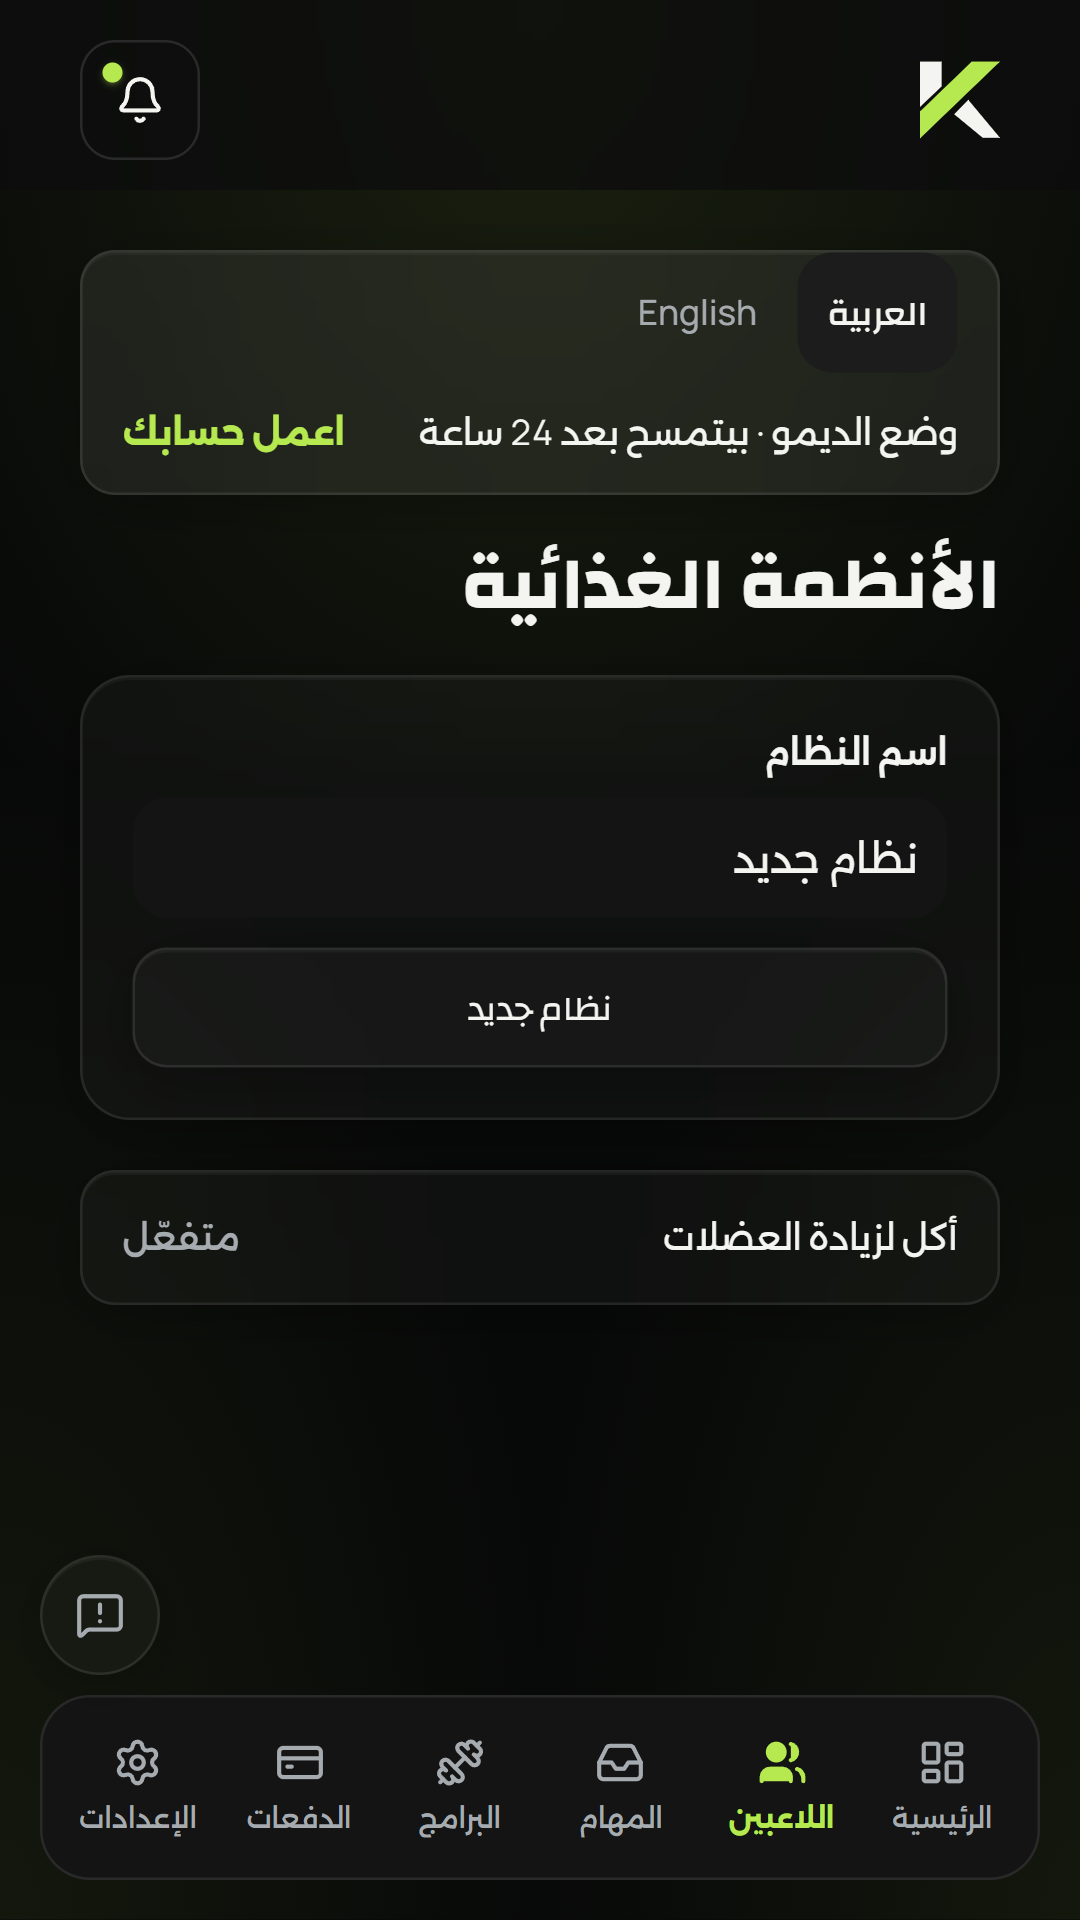 العربية
English
وضع الديمو · بيتمسح بعد 24 ساعة
اعمل حسابك
الأنظمة الغذائية
اسم النظام
نظام جديد
نظام جديد
أكل لزيادة العضلات
متفعّل
الرئيسية
اللاعبين
المهام
البرامج
الدفعات
الإعدادات